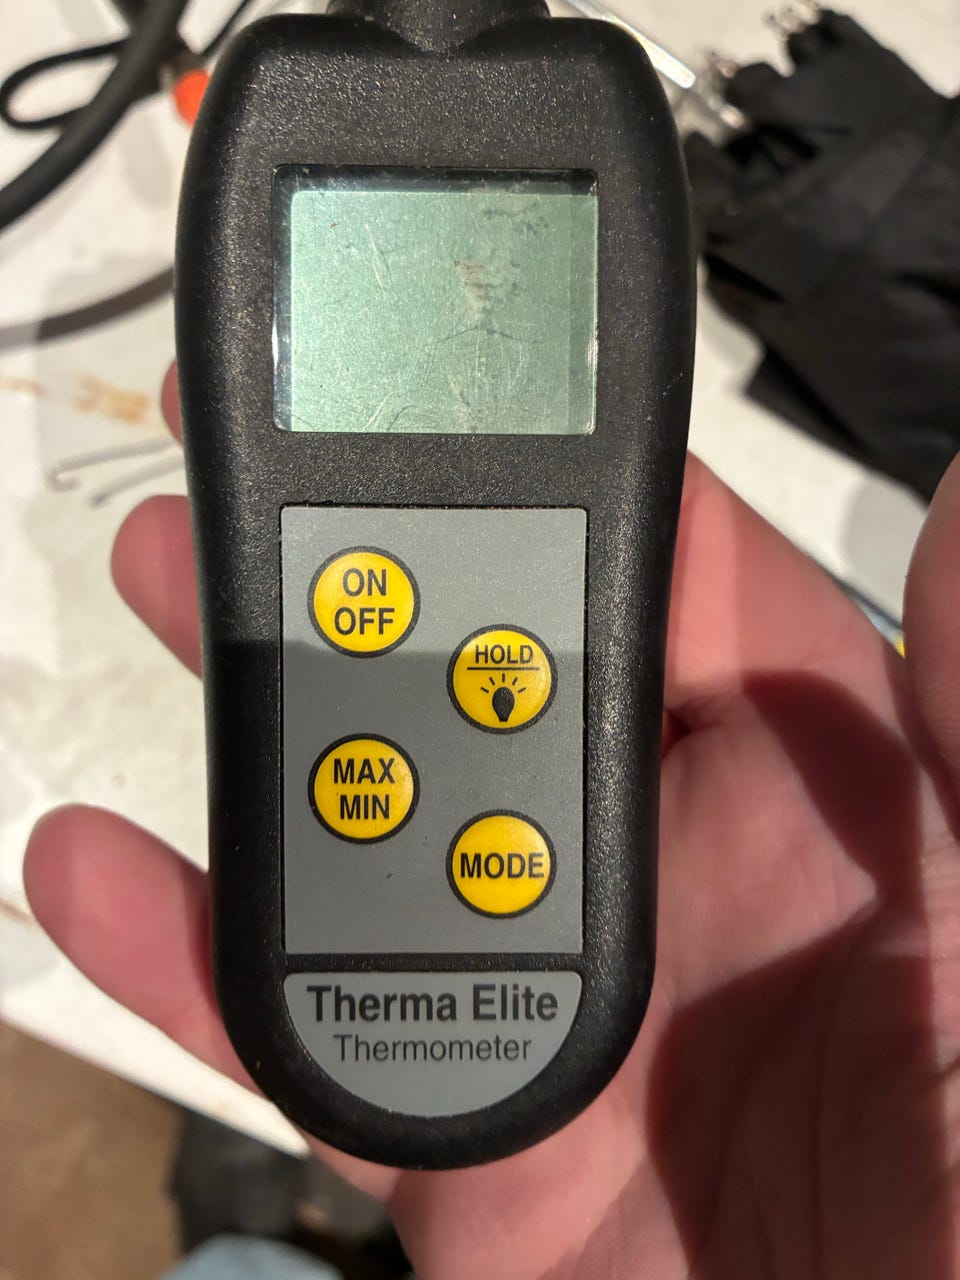 ON
OFF
HOLD
MAX
MIN
MODE
Therma Elite
Thermometer